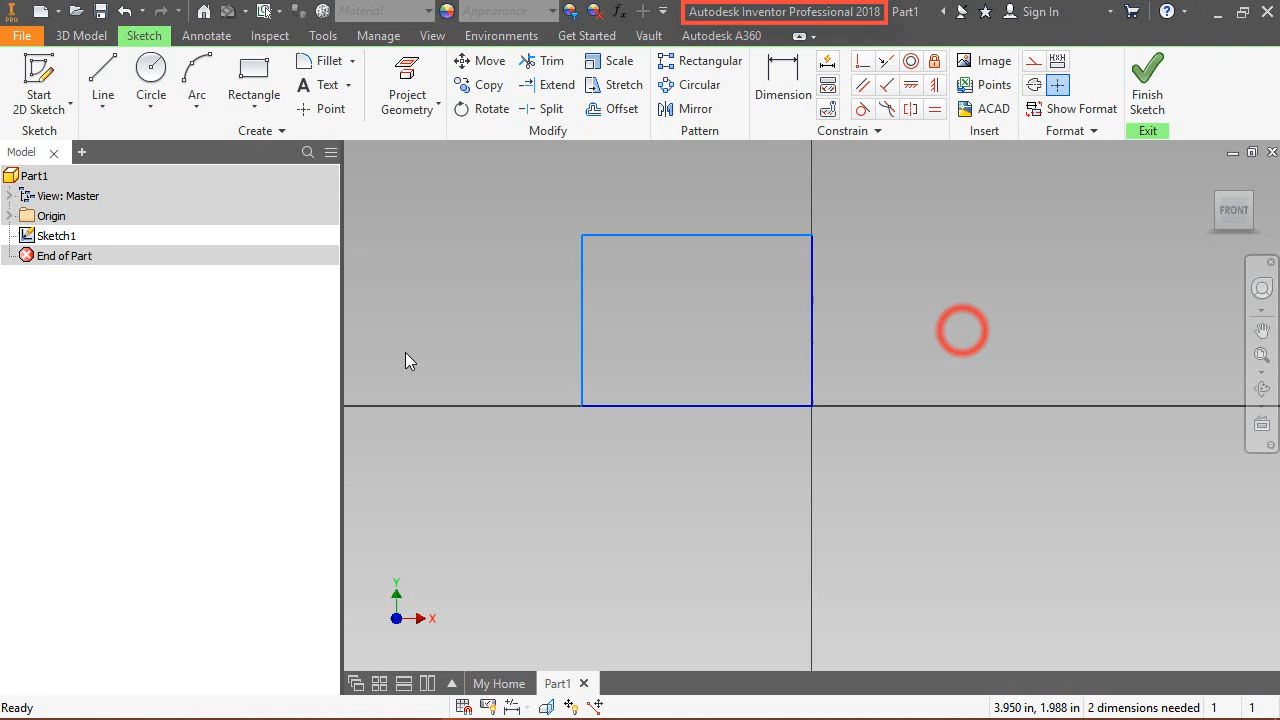 PRO
Material
Appearance
Autodesk Inventor Professional 2018
Part1
Sign In
File
3D Model
Sketch
Annotate
Inspect
Tools
Manage
View
Environments
Get Started
Vault
Autodesk A360
Start
2D Sketch
Line
Circle
Arc
Rectangle
Fillet
Text
Point
Project
Geometry
Move
Copy
Rotate
Trim
Extend
Split
Scale
Stretch
Offset
Rectangular
Circular
Mirror
Dimension
Image
Points
ACAD
Show Format
Finish
Sketch
Sketch
Create
Modify
Pattern
Constrain
Insert
Format
Exit
Model
Part1
View: Master
Origin
Sketch1
End of Part
FRONT
Y
X
My Home
Part1
Ready
3.950 in, 1.988 in
2 dimensions needed
1
1